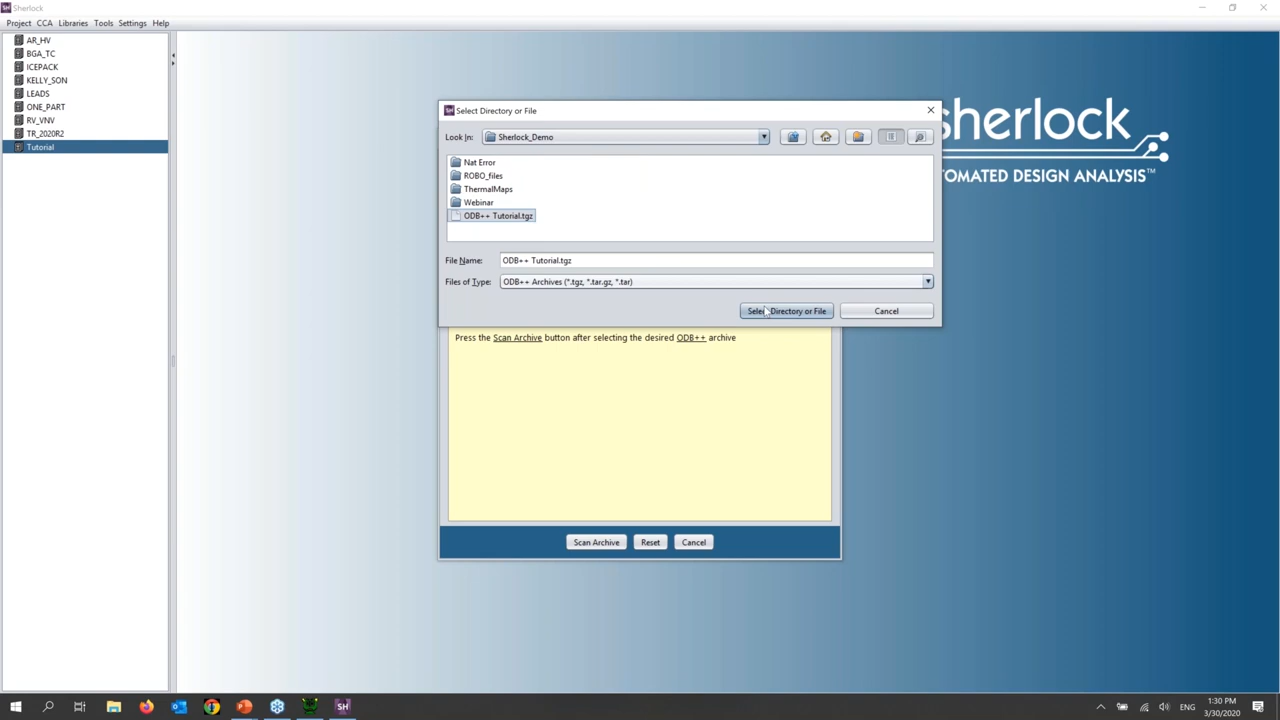 Sherlock
Project CCA Libraries Tools Settings Help
AR_HV
BGA_TC
ICEPACK
KELLY_SON
LEADS
ONE_PART
RV_VNV
TR_2020R2
Tutorial
sherlock
TOMATED DESIGN ANALYSIS™
Select Directory or File
Look In: Sherlock_Demo
Nat Error
ROBO_files
ThermalMaps
Webinar
ODB++ Tutorial.tgz
File Name: ODB++ Tutorial.tgz
Files of Type: ODB++ Archives (*.tgz, *.tar.gz, *.tar)
Select Directory or File Cancel
Press the Scan Archive button after selecting the desired ODB++ archive
Scan Archive Reset Cancel
ENG
1:30 PM
3/30/2020